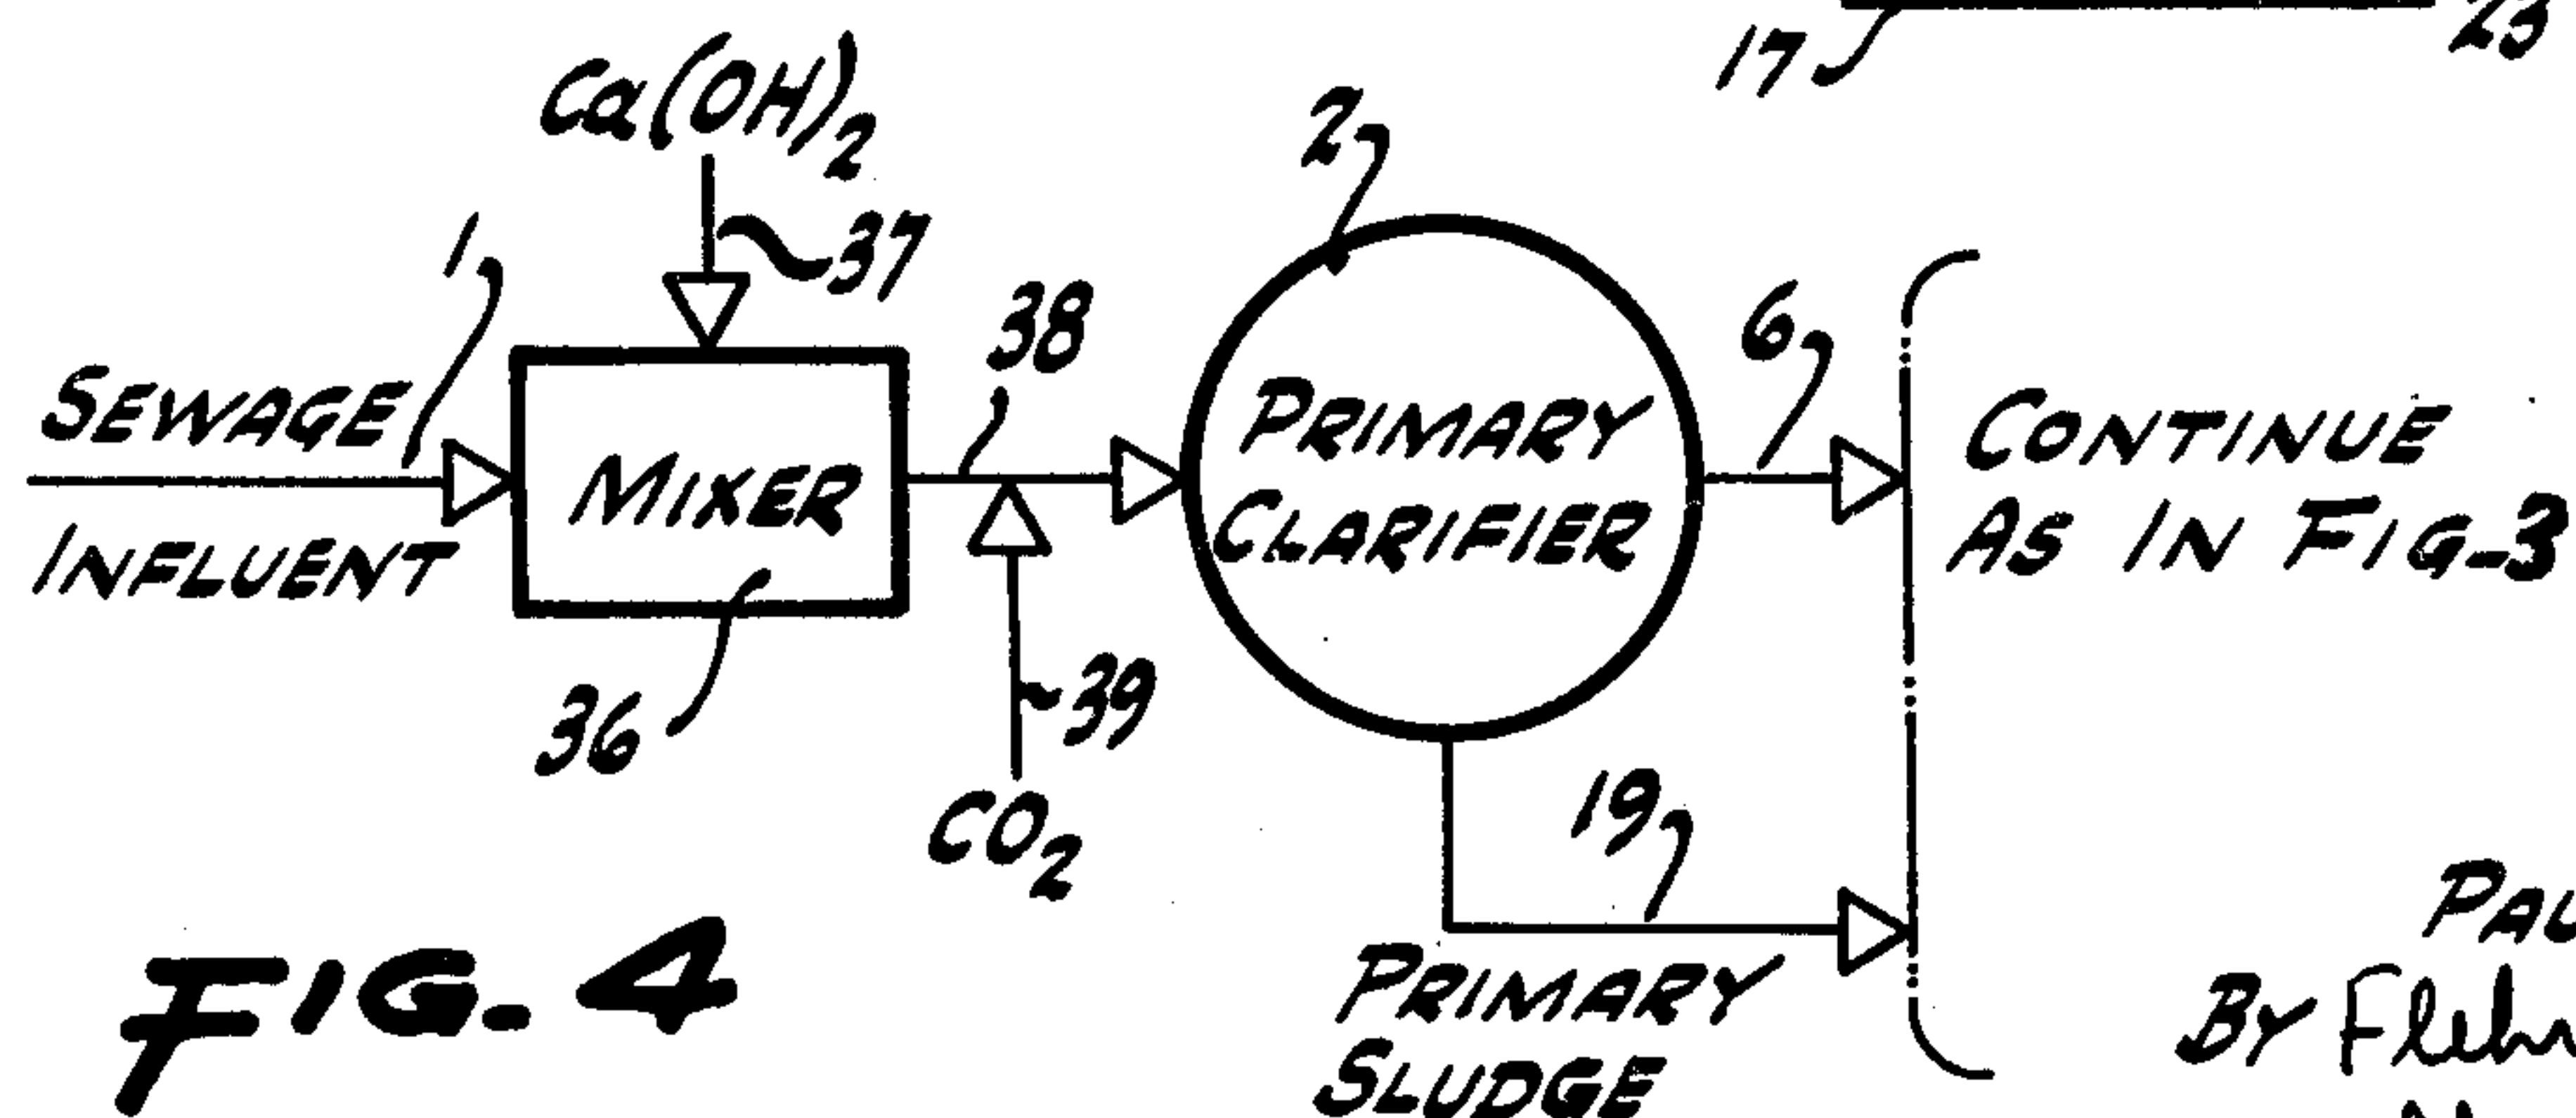 17
23
Ca(OH)2
2
37
1
38
6
SEWAGE
INFLUENT
MIXER
PRIMARY
CLARIFIER
CONTINUE
AS IN FIG-3
36
39
CO2
19
PRIMARY
SLUDGE
FIG. 4
BY